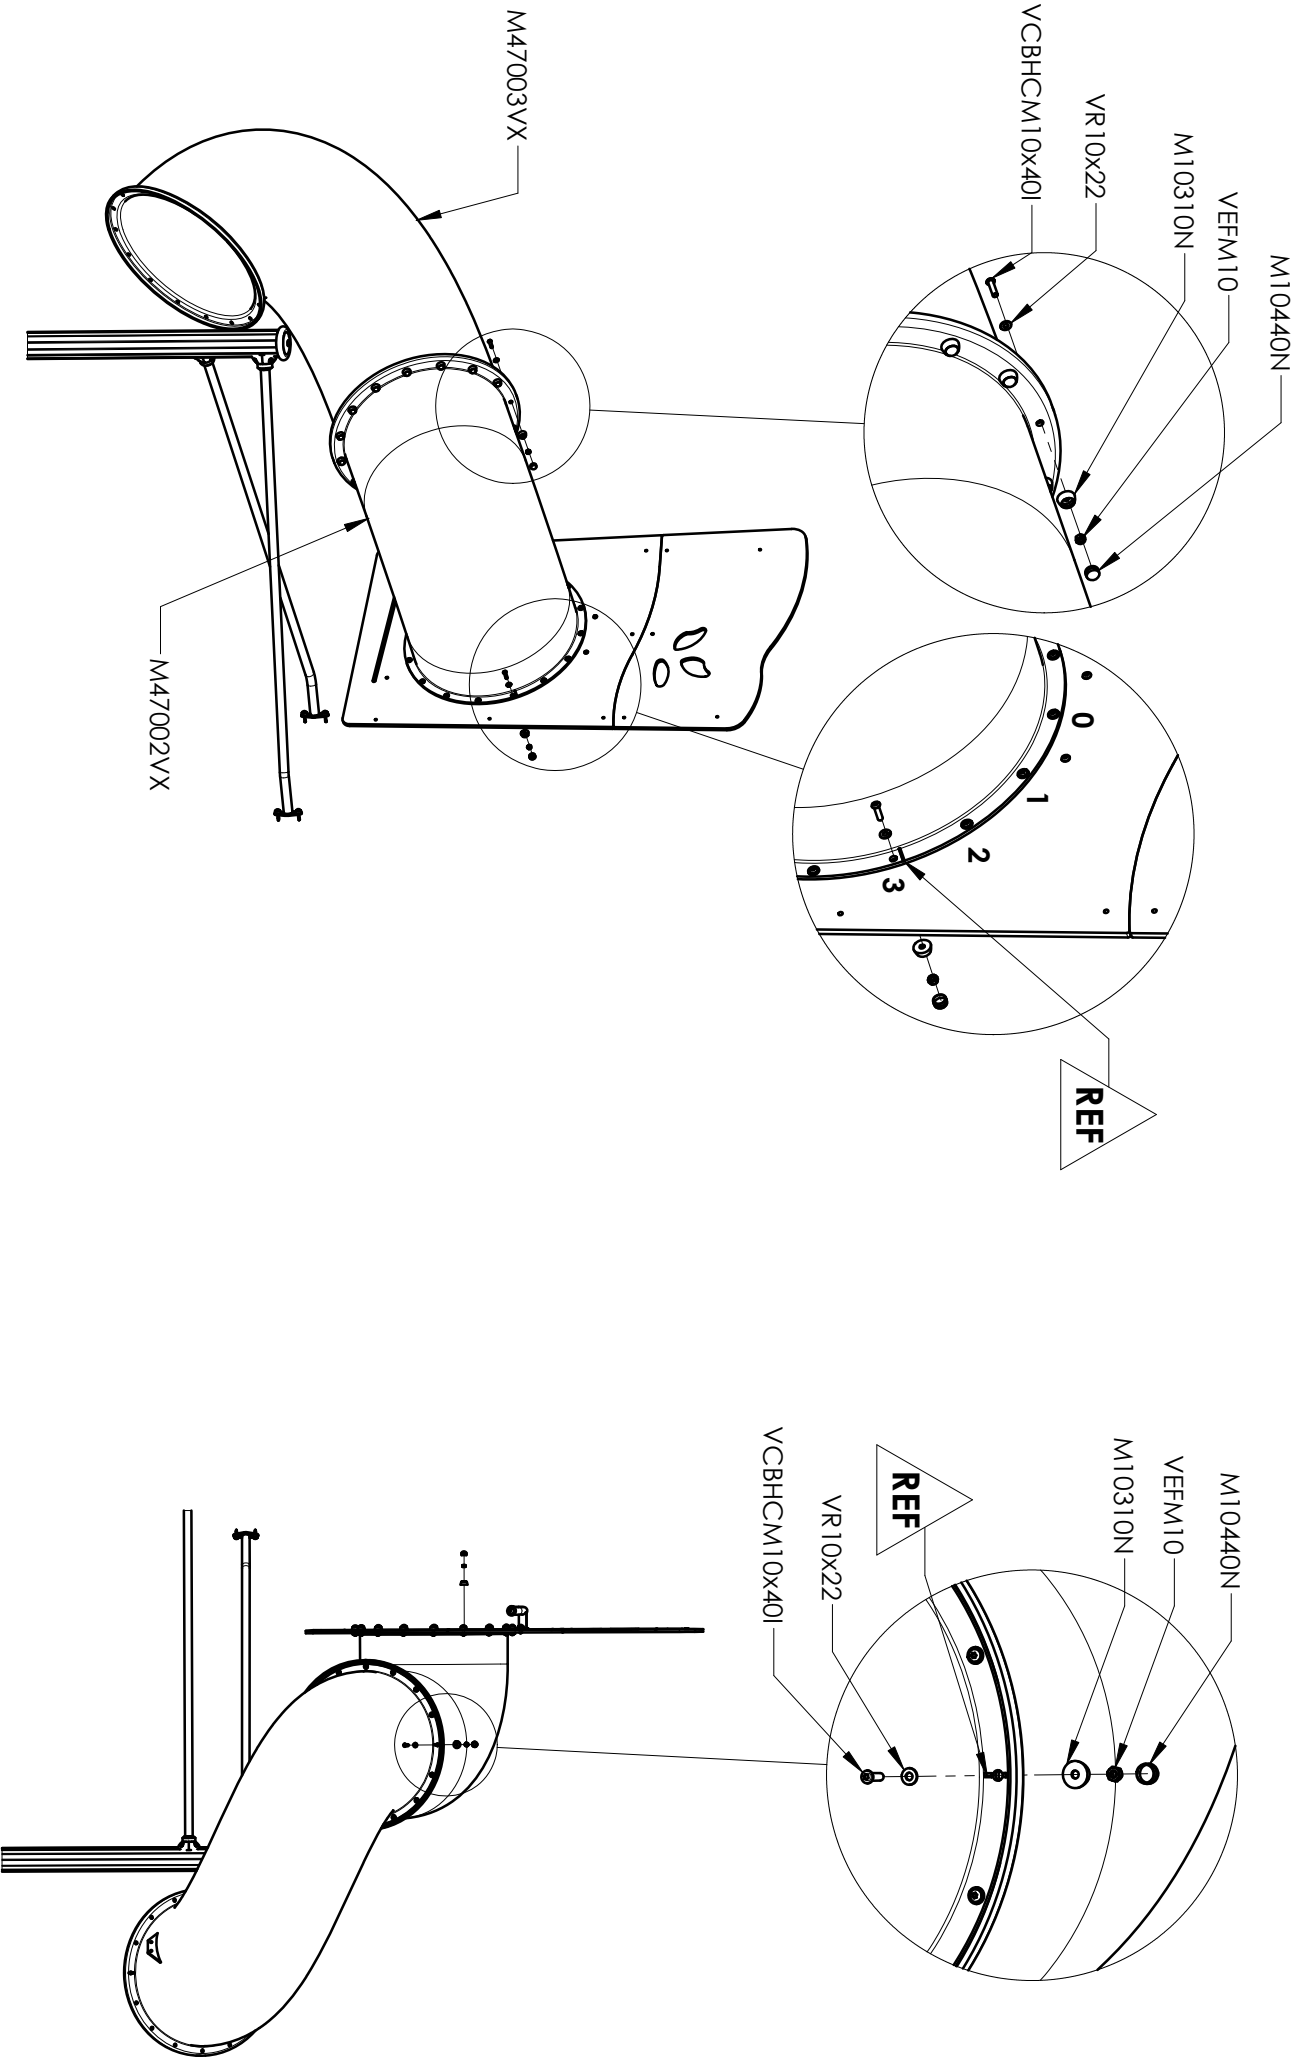 M10440N
VEFM10
M10310N
VR10x22
VCBHCM10x40I
M47003VX
0
1
2
3
REF
M47002VX
M10440N
VEFM10
M10310N
REF
VR10x22
VCBHCM10x40I